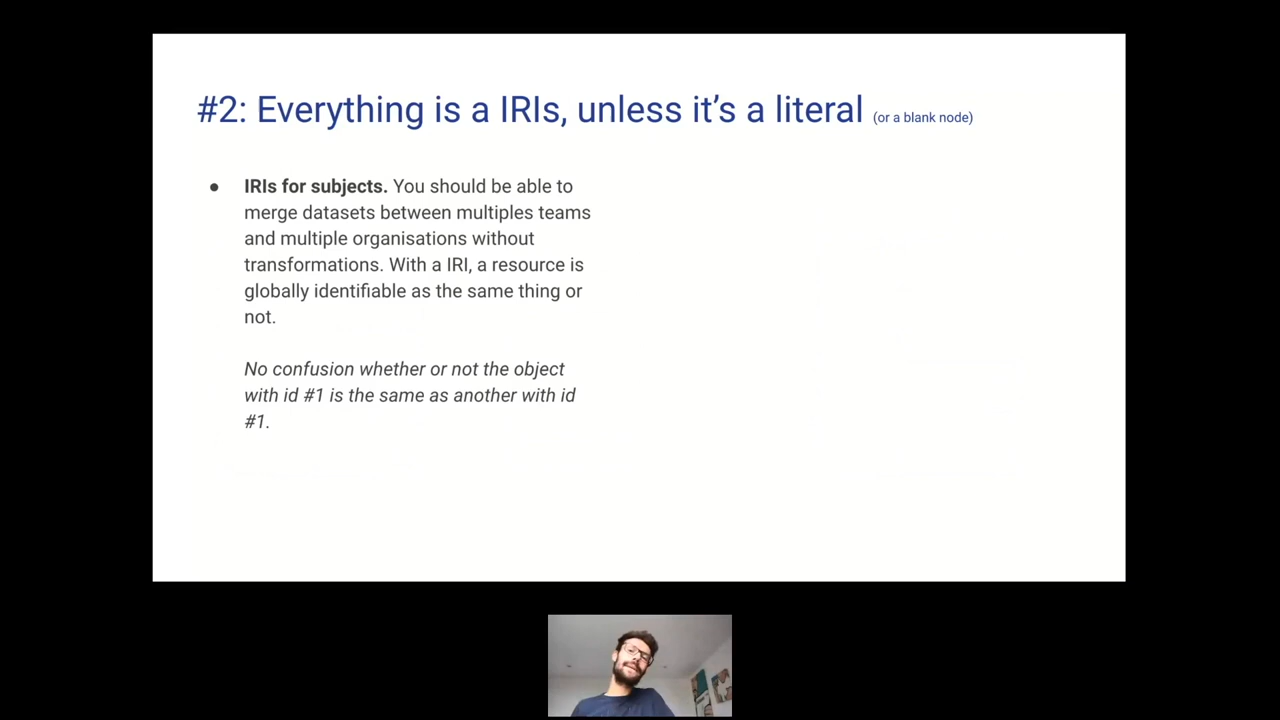 #2: Everything is a IRIs, unless it’s a literal (or a blank node)
● IRIs for subjects. You should be able to
merge datasets between multiples teams
and multiple organisations without
transformations. With a IRI, a resource is
globally identifiable as the same thing or
not.
No confusion whether or not the object
with id #1 is the same as another with id
#1.